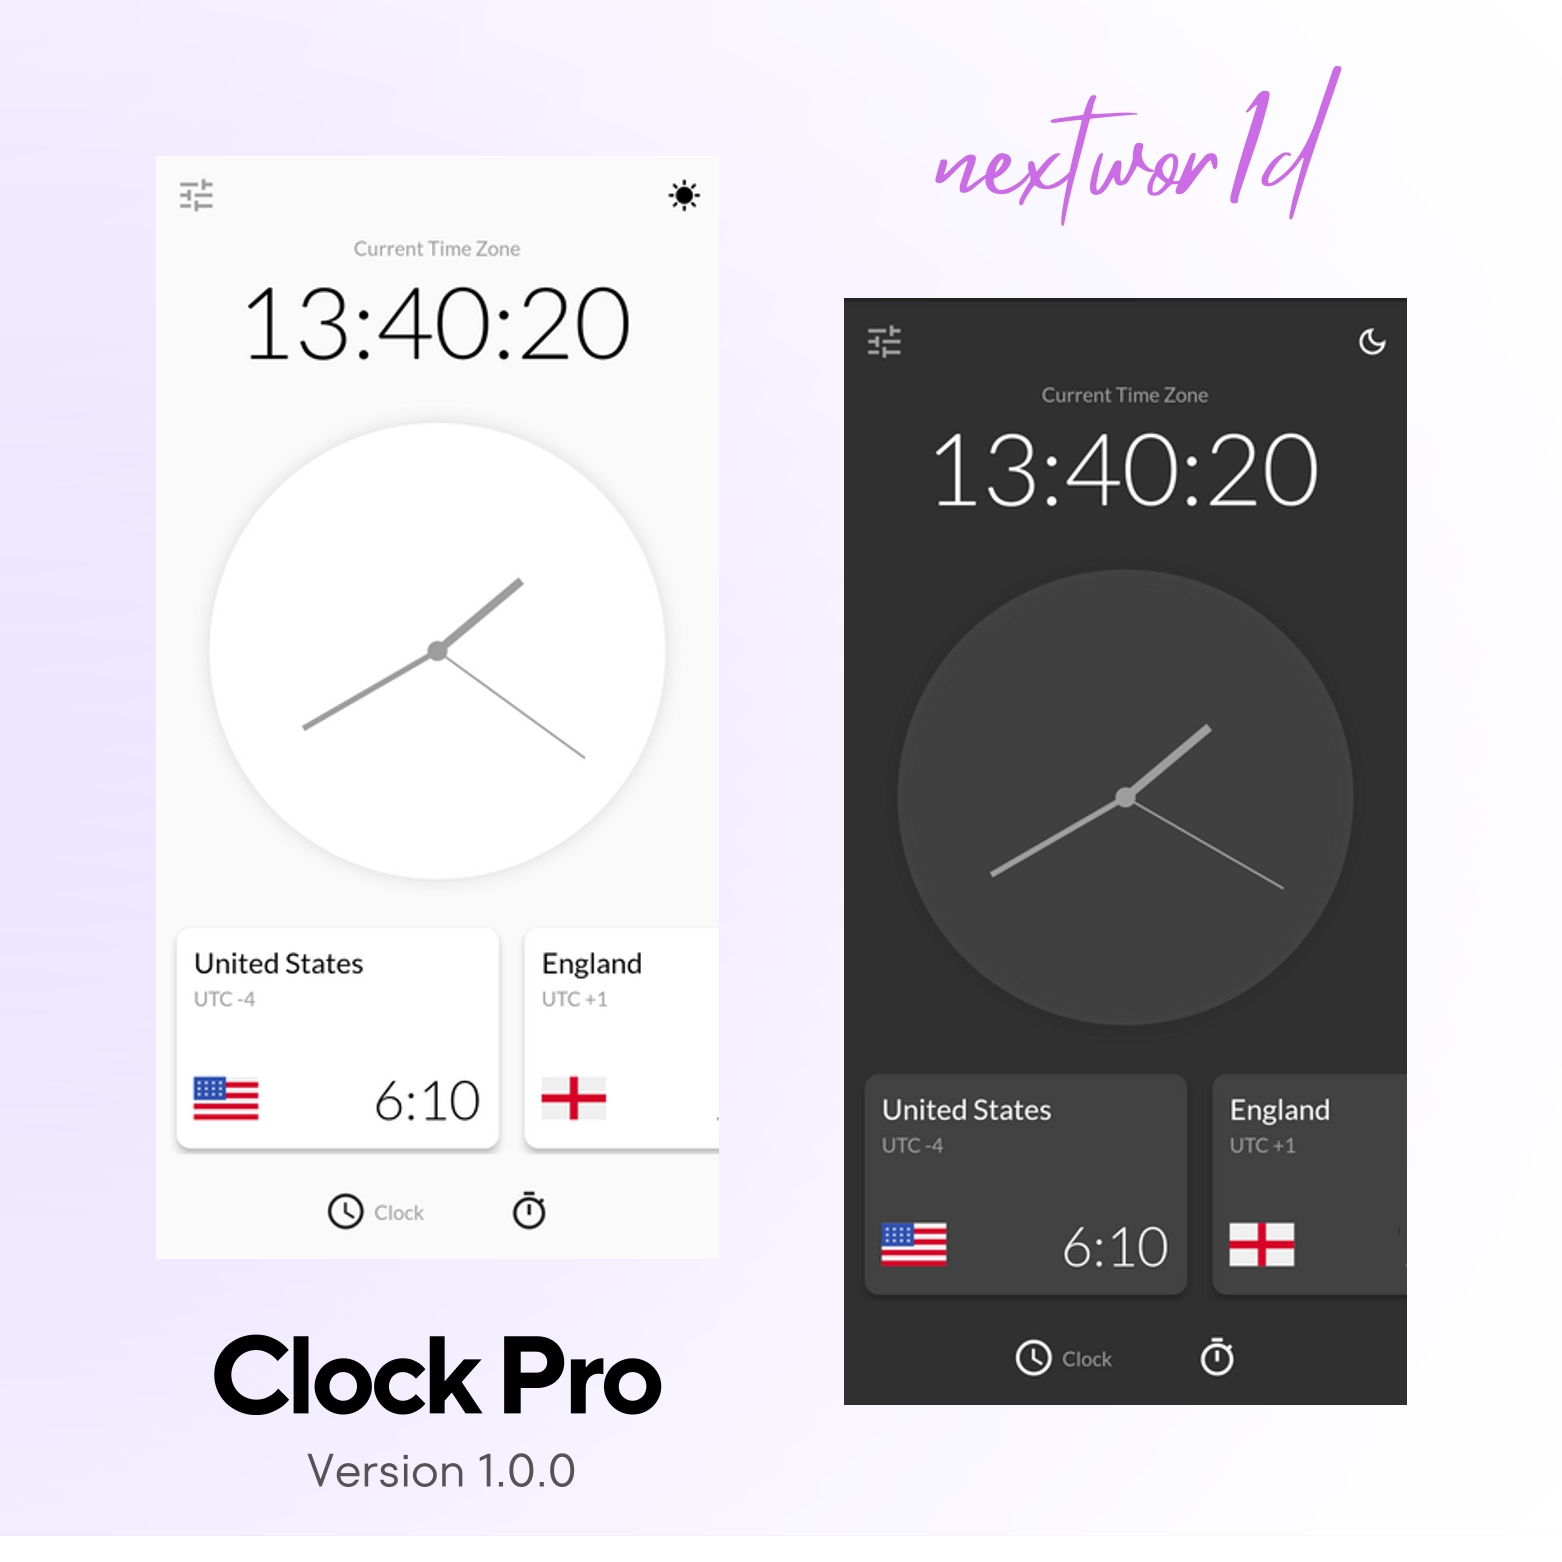 nextwor1d
Current Time Zone
13:40:20
United States
UTC -4
6:10
England
UTC +1
Clock
Clock Pro
Version 1.0.0
Current Time Zone
13:40:20
United States
UTC -4
6:10
England
UTC +1
Clock